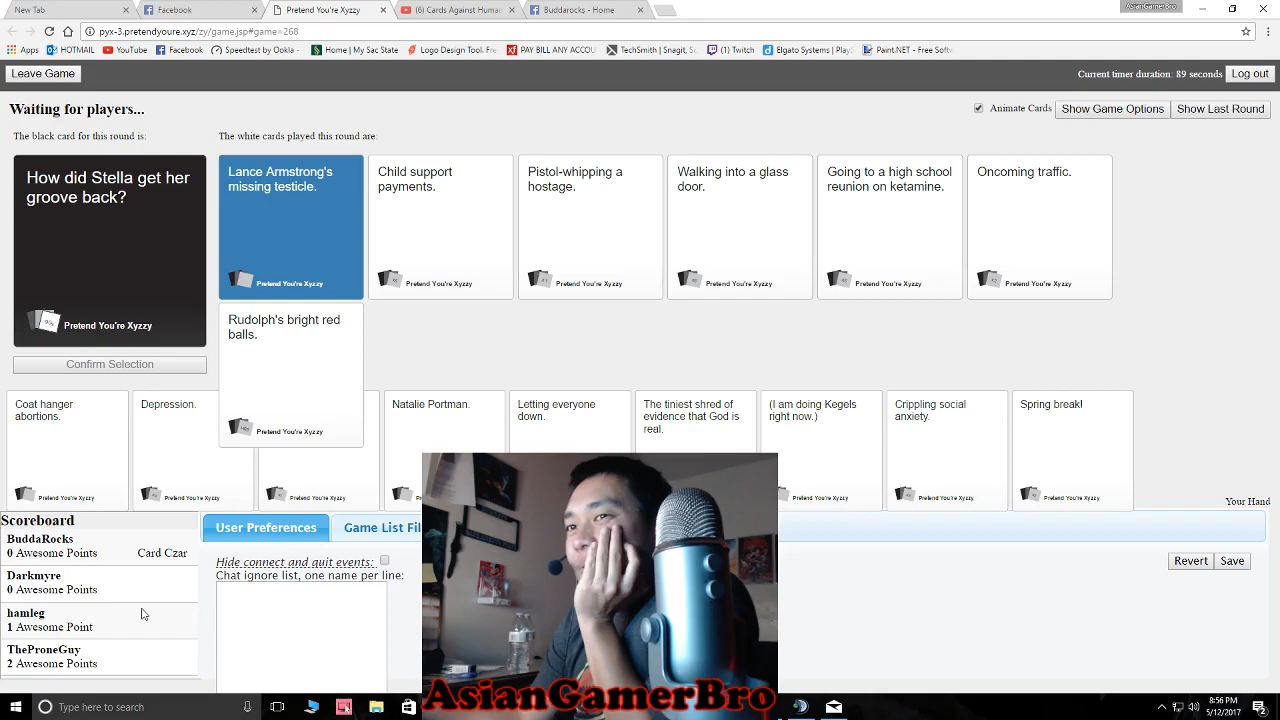 AsianGamerBro
New Tab
Facebook
Pretend You're Xyzzy
(6) Cards Against Human
Buddarocks - Home
pyx-3.pretendyoure.xyz/zy/game.jsp#game=268
Apps
HOTMAIL
YouTube
Facebook
Speedtest by Ookla -
Home | My Sac State
Logo Design Tool: Free
PAY BILL ANY ACCOU
TechSmith | Snagit, Sc
(1) Twitch
Elgato Systems | Play
Paint.NET - Free Softw
Leave Game
Current timer duration: 89 seconds
Log out
Waiting for players...
Animate Cards
Show Game Options
Show Last Round
The black card for this round is:
The white cards played this round are:
How did Stella get her
groove back?
Pretend You're Xyzzy
Lance Armstrong's
missing testicle.
Pretend You're Xyzzy
Child support
payments.
Pretend You're Xyzzy
Pistol-whipping a
hostage.
Pretend You're Xyzzy
Walking into a glass
door.
Pretend You're Xyzzy
Going to a high school
reunion on ketamine.
Pretend You're Xyzzy
Oncoming traffic.
Pretend You're Xyzzy
Rudolph's bright red
balls.
Pretend You're Xyzzy
Confirm Selection
Coat hanger
abortions.
Pretend You're Xyzzy
Depression.
Pretend You're Xyzzy
Pretend You're Xyzzy
Natalie Portman.
Letting everyone
down.
The tiniest shred of
evidence that God is
real.
(I am doing Kegels
right now.)
Pretend You're Xyzzy
Crippling social
anxiety.
Pretend You're Xyzzy
Spring break!
Pretend You're Xyzzy
Your Hand
Scoreboard
BuddaRocks
0 Awesome Points Card Czar
Darkmyre
0 Awesome Points
hamleg
1 Awesome Point
TheProneGuy
2 Awesome Points
User Preferences
Game List Fil
Hide connect and quit events:
Chat ignore list, one name per line:
Revert
Save
AsianGamerBro
Type here to search
8:56 PM
5/12/2017